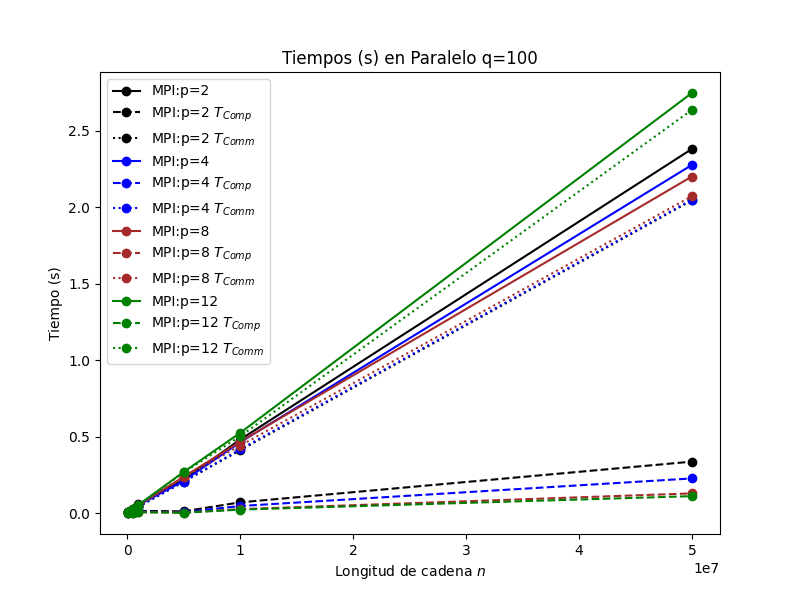 Tiempos (s) en Paralelo q=100
MPI:p=2
MPI:p=2 T_Comp
MPI:p=2 T_Comm
MPI:p=4
MPI:p=4 T_Comp
MPI:p=4 T_Comm
MPI:p=8
MPI:p=8 T_Comp
MPI:p=8 T_Comm
MPI:p=12
MPI:p=12 T_Comp
MPI:p=12 T_Comm
Tiempo (s)
2.5
2.0
1.5
1.0
0.5
0.0
0 1 2 3 4 5
1e7
Longitud de cadena n